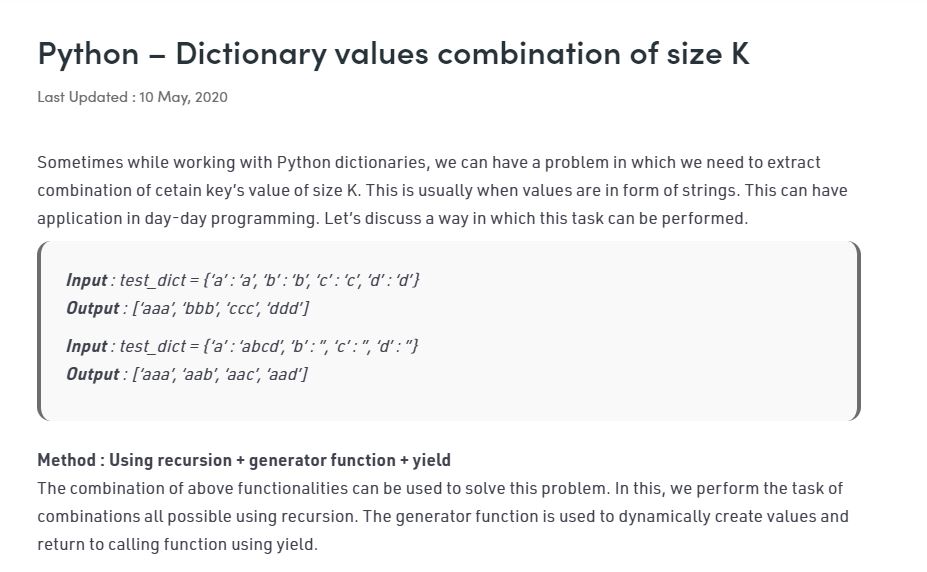 Python – Dictionary values combination of size K
Last Updated : 10 May, 2020
Sometimes while working with Python dictionaries, we can have a problem in which we need to extract
combination of cetain key’s value of size K. This is usually when values are in form of strings. This can have
application in day-day programming. Let’s discuss a way in which this task can be performed.
Input : test_dict = {‘a’ : ‘a’, ‘b’ : ‘b’, ‘c’ : ‘c’, ‘d’ : ‘d’}
Output : [‘aaa’, ‘bbb’, ‘ccc’, ‘ddd’]
Input : test_dict = {‘a’ : ‘abcd’, ‘b’ : ”, ‘c’ : ”, ‘d’ : ”}
Output : [‘aaa’, ‘aab’, ‘aac’, ‘aad’]
Method : Using recursion + generator function + yield
The combination of above functionalities can be used to solve this problem. In this, we perform the task of
combinations all possible using recursion. The generator function is used to dynamically create values and
return to calling function using yield.